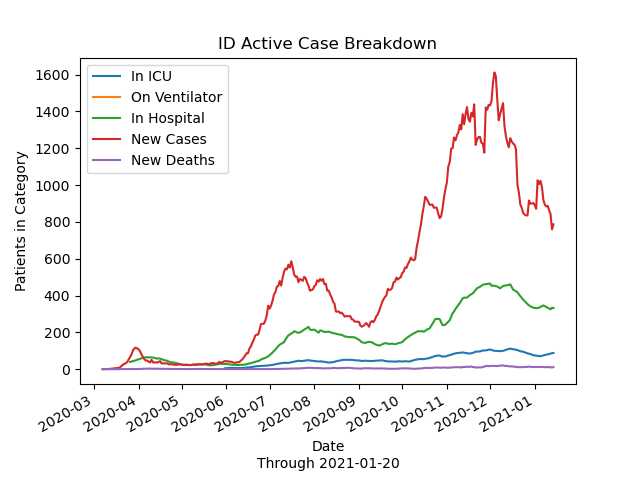 ID Active Case Breakdown
In ICU
On Ventilator
In Hospital
New Cases
New Deaths
Patients in Category
1600
1400
1200
1000
800
600
400
200
0
2020-03
2020-04
2020-05
2020-06
2020-07
2020-08
2020-09
2020-10
2020-11
2020-12
2021-01
Date
Through 2021-01-20